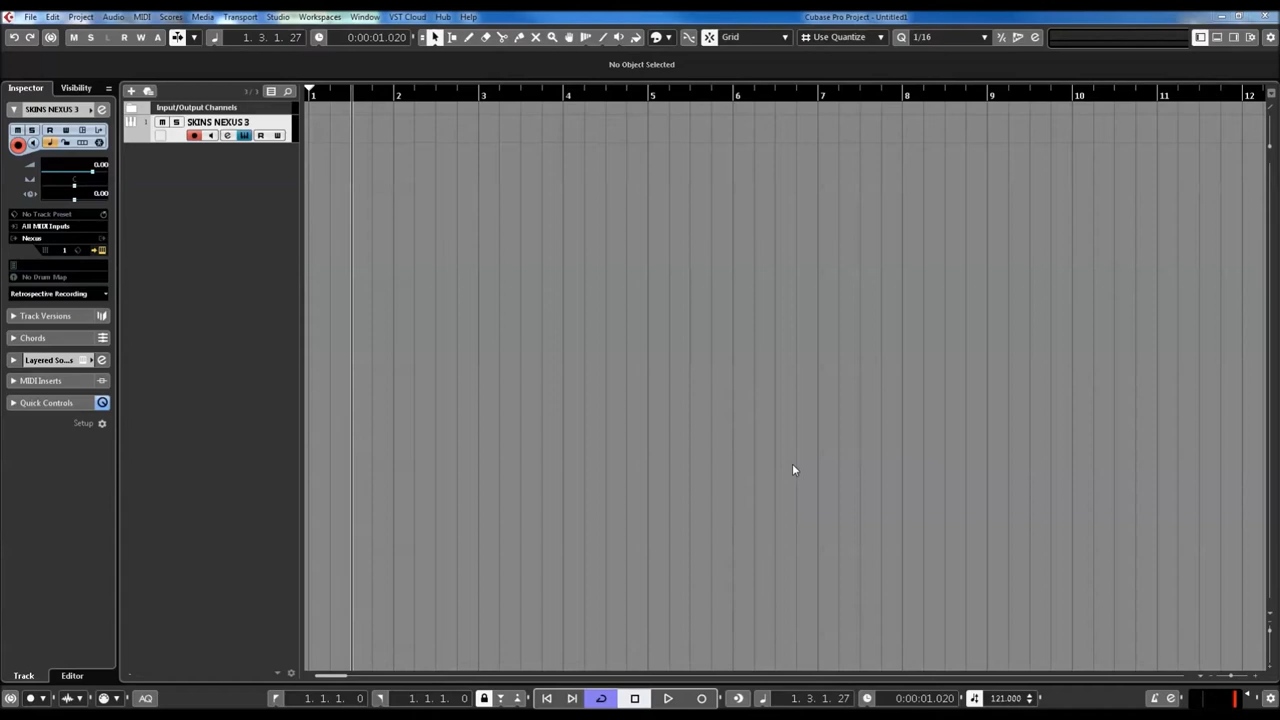 File Edit Project Audio MIDI Scores Media Transport Studio Workspaces Window VST Cloud Hub Help
Cubase Pro Project - Untitled1
M S L R W A
1. 3. 1. 27
0:00:01.020
Grid
Use Quantize
1/16
No Object Selected
Inspector Visibility
3 / 3
1 2 3 4 5 6 7 8 9 10 11 12
Input/Output Channels
SKINS NEXUS 3
1 M S SKINS NEXUS 3
M S R W
R W
0.00
C
0.00
No Track Preset
All MIDI Inputs
Nexus
1
No Drum Map
Retrospective Recording
Track Versions
Chords
Layered So...s
MIDI Inserts
Quick Controls
Setup
Track Editor
AQ
1. 1. 1. 0
1. 1. 1. 0
1. 3. 1. 27
0:00:01.020
121.000